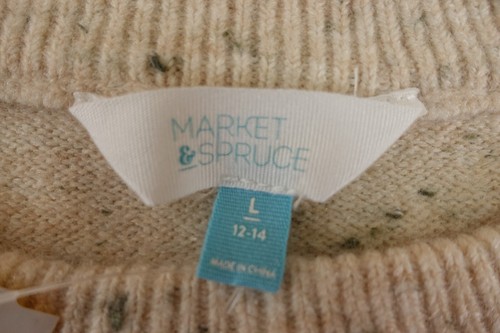 MARKET
&SPRUCE
L
12-14
MADE IN CHINA